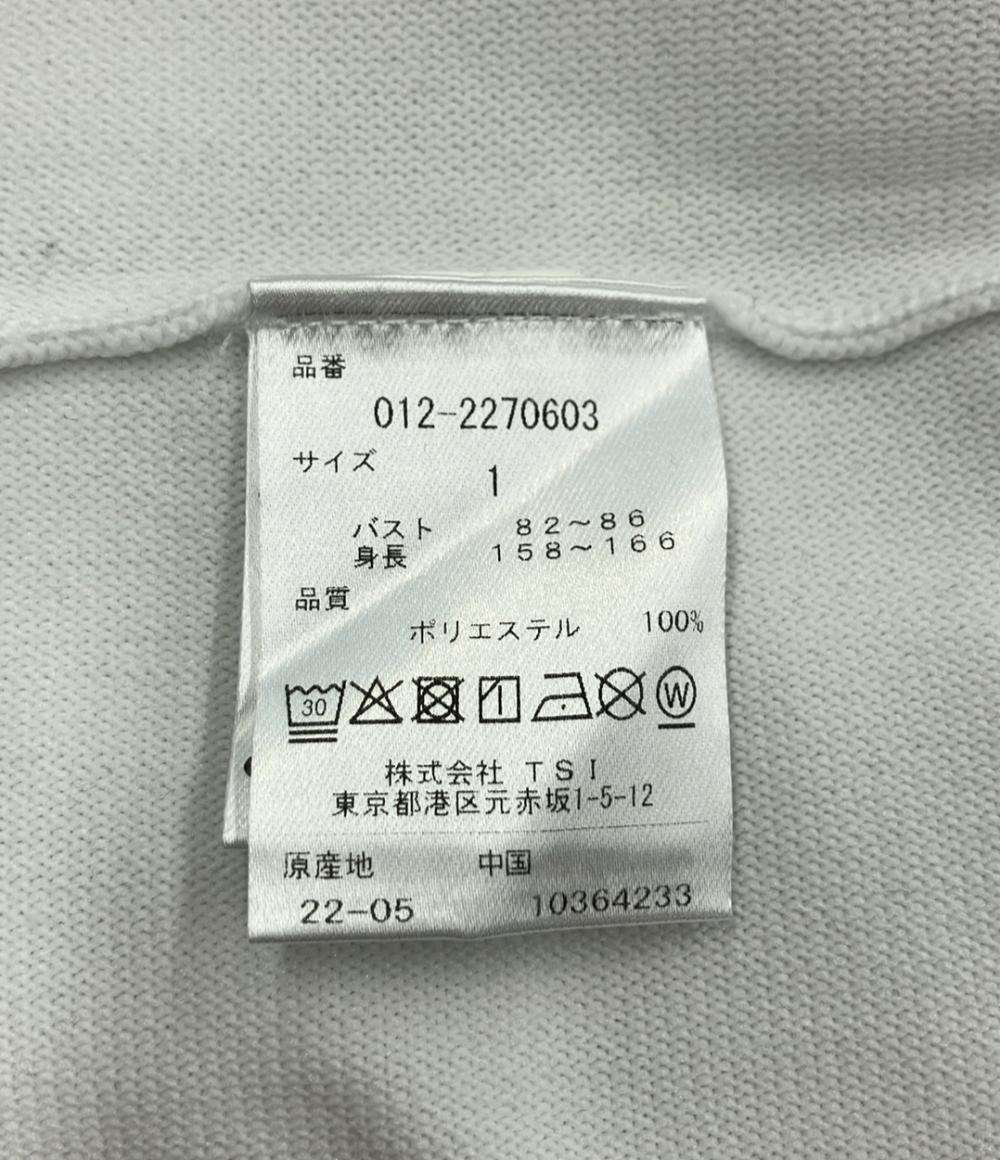 品番
012-2270603
サイズ
1
バスト 82～86
身長 158～166
品質
ポリエステル 100%
30 W
株式会社 TSI
東京都港区元赤坂1-5-12
原産地 中国
22-05 10364233